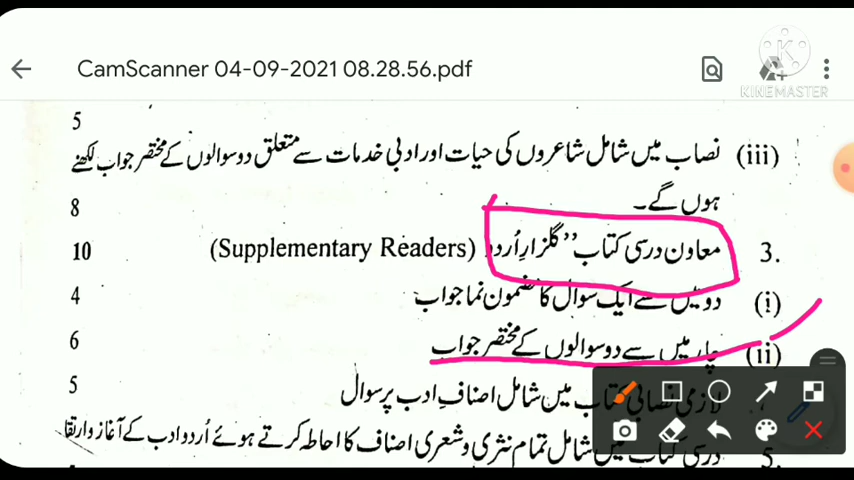 CamScanner 04-09-2021 08.28.56.pdf
KINEMASTER
5
(iii) نصاب میں شامل شاعروں کی حیات اور ادبی خدمات سے متعلق دو سوالوں کے مختصر جواب لکھنے
ہوں گے۔ 8
3. معاون درسی کتاب ”گلزارِ اُردو (Supplementary Readers) 10
(i) دو میں سے ایک سوال کا مضمون نما جواب 4
(ii) چار میں سے دو سوالوں کے مختصر جواب 6
لازمی نصابی کتاب میں شامل اصنافِ ادب پر سوال 5
5. درسی کتاب میں شامل تمام نثری و شعری اصناف کا احاطہ کرتے ہوئے اُردو ادب کے آغاز و ارتقا